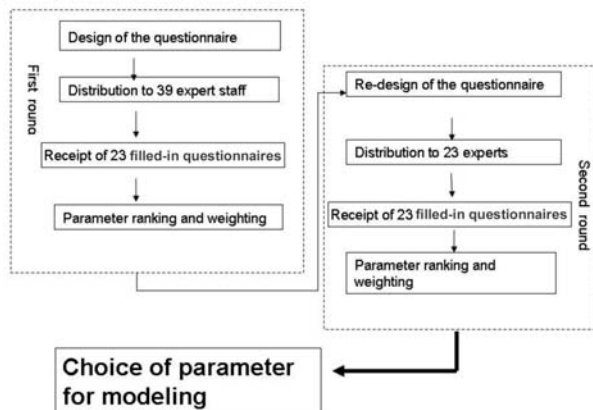 First round
Design of the questionnaire
Distribution to 39 expert staff
Receipt of 23 filled-in questionnaires
Parameter ranking and weighting
Second round
Re-design of the questionnaire
Distribution to 23 experts
Receipt of 23 filled-in questionnaires
Parameter ranking and
weighting
Choice of parameter
for modeling